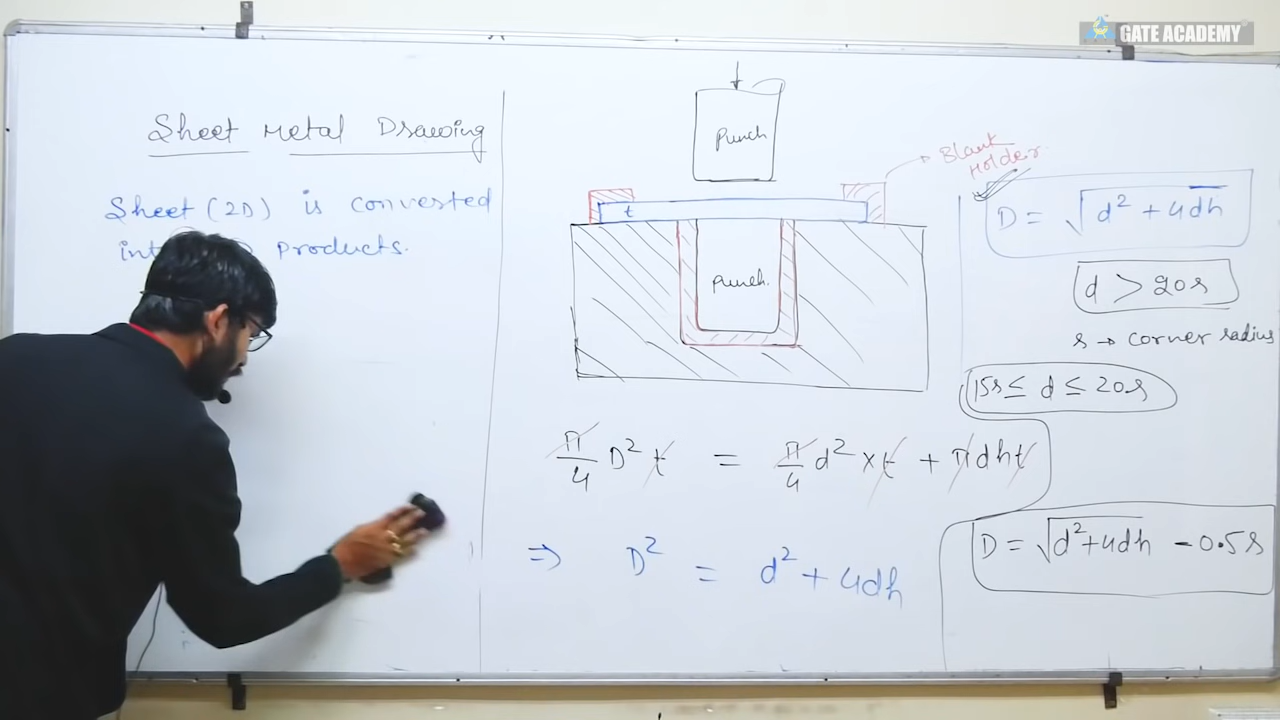 GATE ACADEMY
Sheet Metal Drawing
Sheet (2D) is converted
products.
Punch
Blank
Holder
t
Punch.
D = √d² + 4dh
d > 20r
r → corner radius
15r ≤ d ≤ 20r
π/4 D² t = π/4 d² × t + πdht
⇒ D² = d² + 4dh
D = √d²+4dh - 0.5r